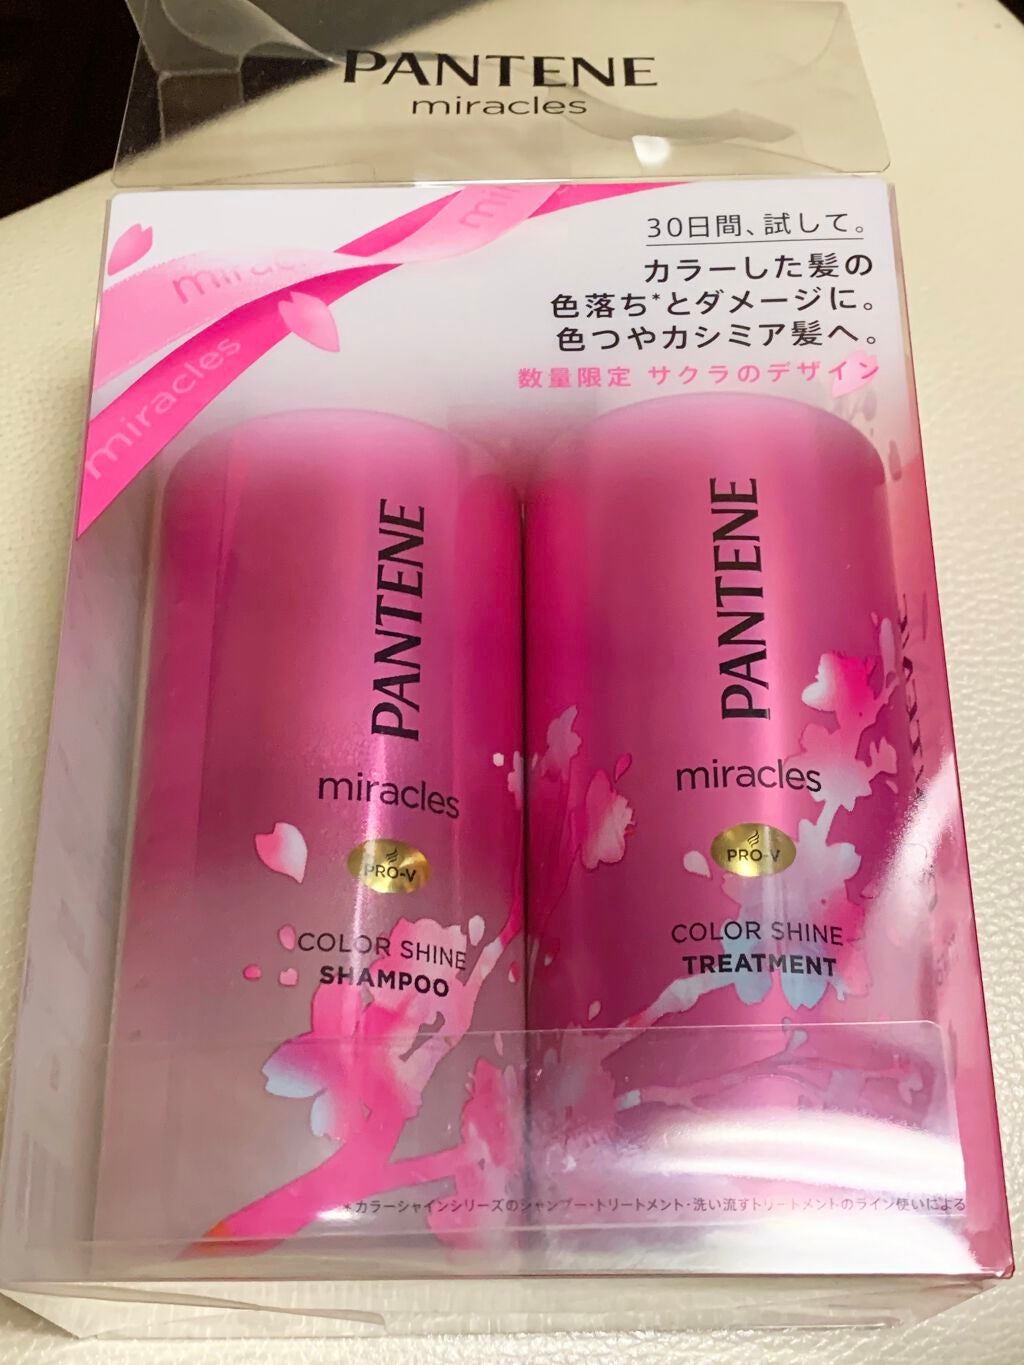 PANTENE
miracles
mi
mirac
miracles
30日間、試して。
カラーした髪の
色落ち*とダメージに。
色つやカシミア髪へ。
数量限定 サクラのデザイン
PANTENE
miracles
PRO-V
COLOR SHINE
SHAMPOO
PANTENE
miracles
PRO-V
COLOR SHINE
TREATMENT
*カラーシャインシリーズのシャンプー・トリートメント・洗い流すトリートメントのライン使いによる